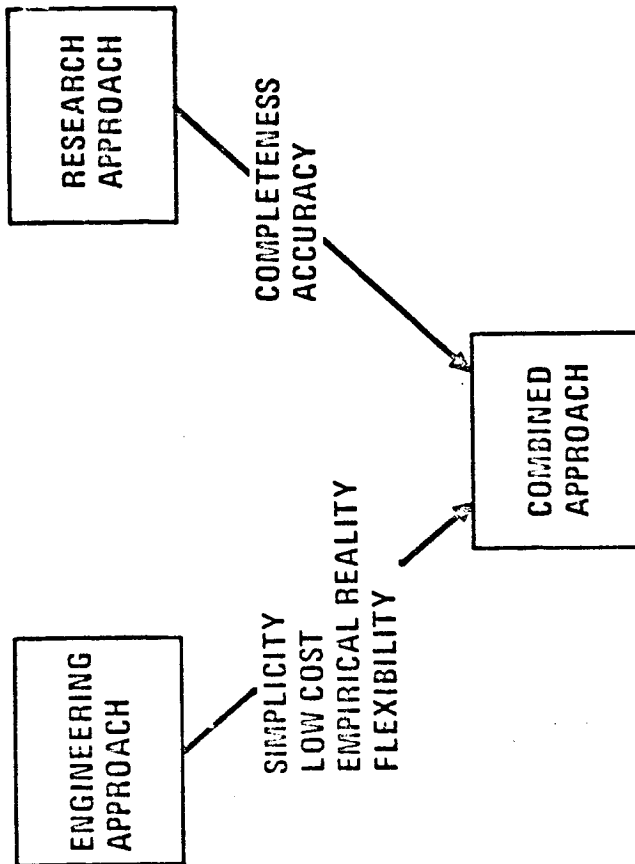 ENGINEERING
APPROACH
RESEARCH
APPROACH
SIMPLICITY
LOW COST
EMPIRICAL REALITY
FLEXIBILITY
COMPLETENESS
ACCURACY
COMBINED
APPROACH